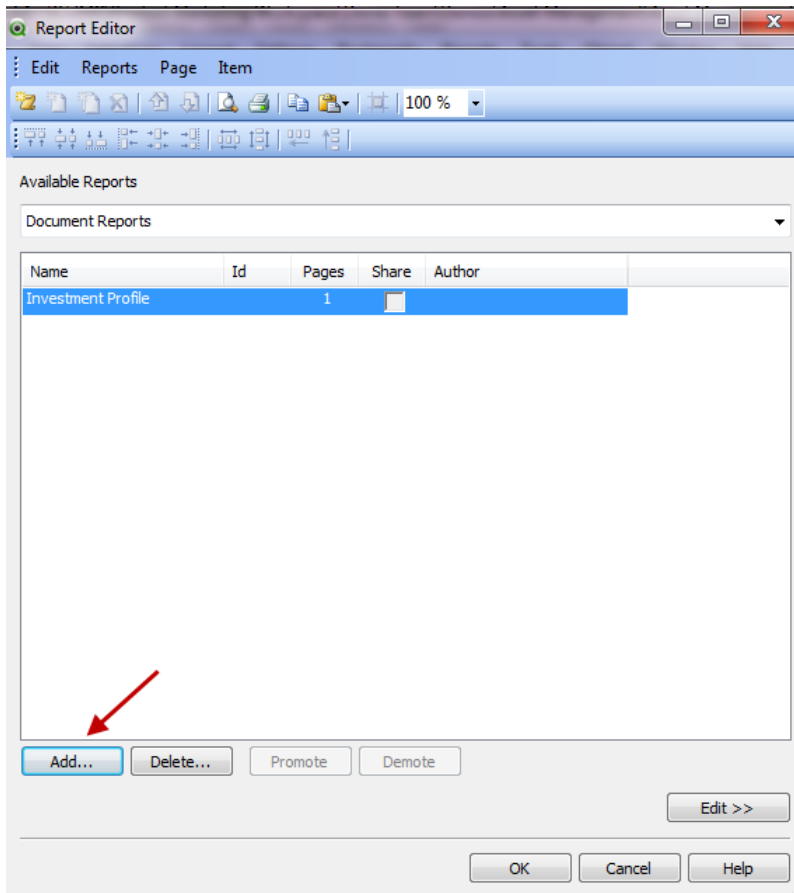 Report Editor
Edit Reports Page Item
100 %
Available Reports
Document Reports
Name Id Pages Share Author
Investment Profile 1
Add... Delete... Promote Demote
Edit >>
OK Cancel Help